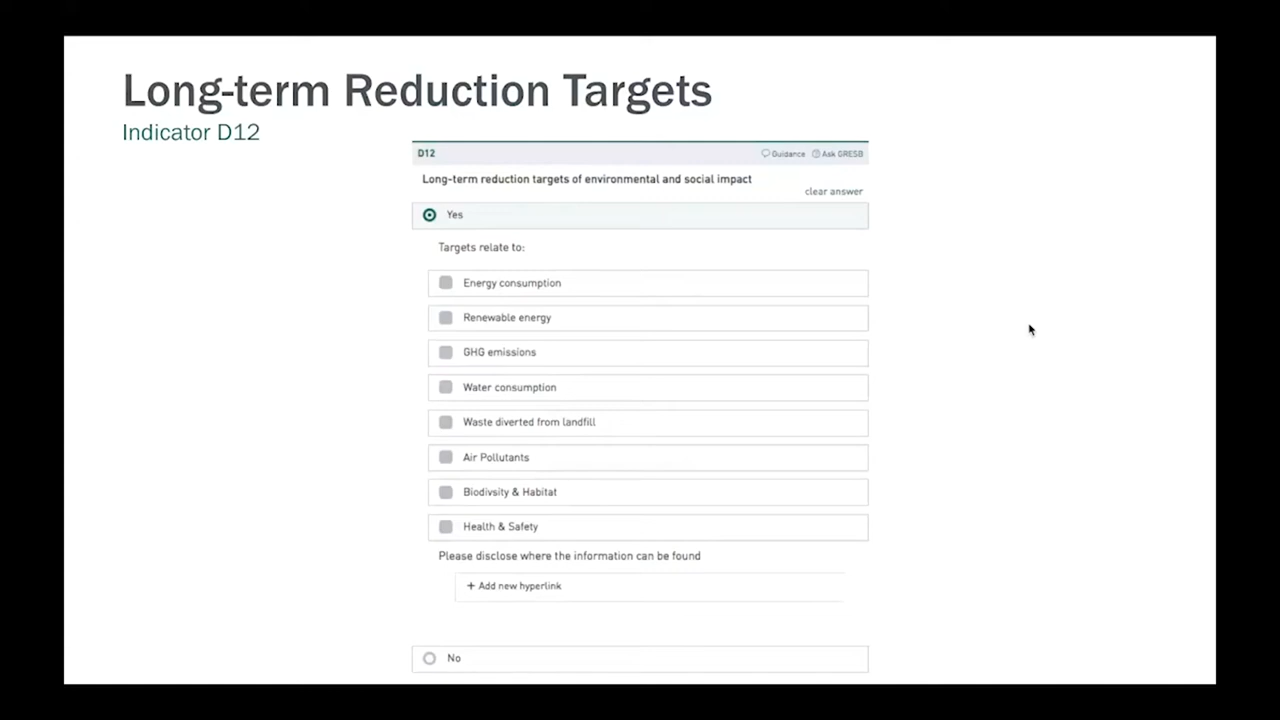 Long-term Reduction Targets
Indicator D12
D12 Guidance Ask GRESB
Long-term reduction targets of environmental and social impact
clear answer
Yes
Targets relate to:
Energy consumption
Renewable energy
GHG emissions
Water consumption
Waste diverted from landfill
Air Pollutants
Biodivsity & Habitat
Health & Safety
Please disclose where the information can be found
+ Add new hyperlink
No